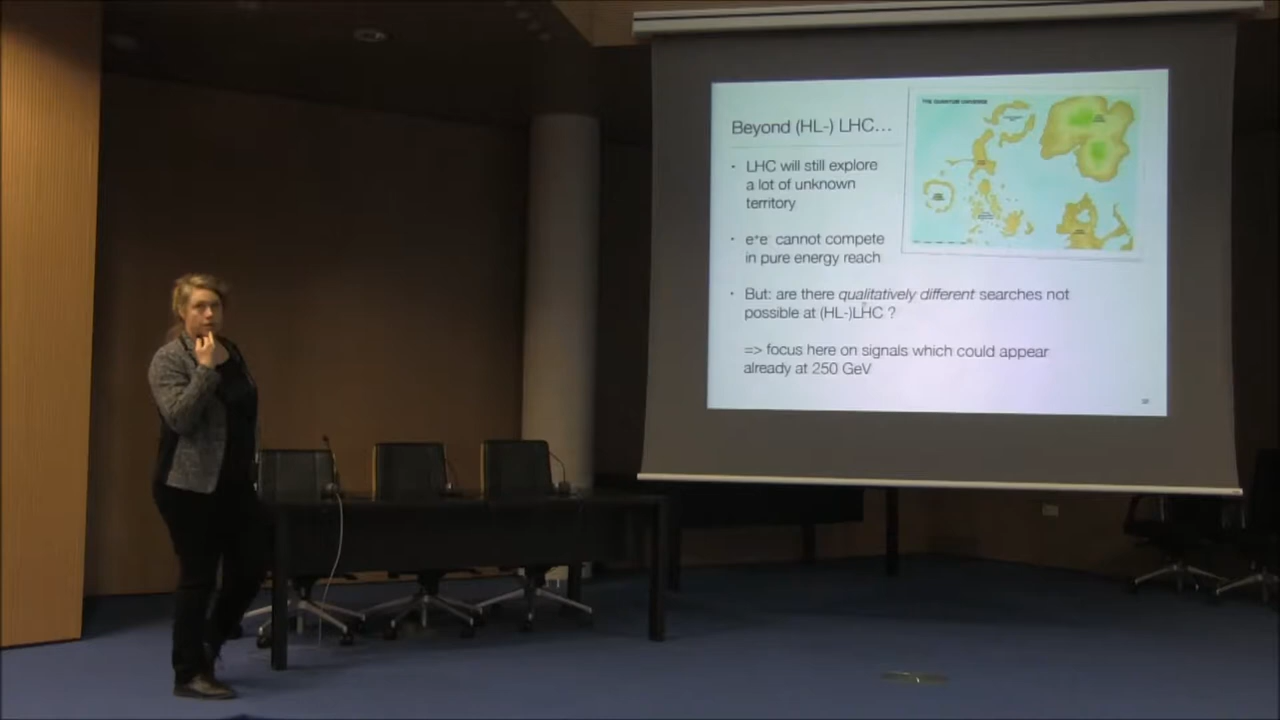 THE QUANTUM UNIVERSE
Beyond (HL-) LHC…
• LHC will still explore
a lot of unknown
territory
• e⁺e⁻ cannot compete
in pure energy reach
• But: are there qualitatively different searches not
possible at (HL-)LHC ?
=> focus here on signals which could appear
already at 250 GeV